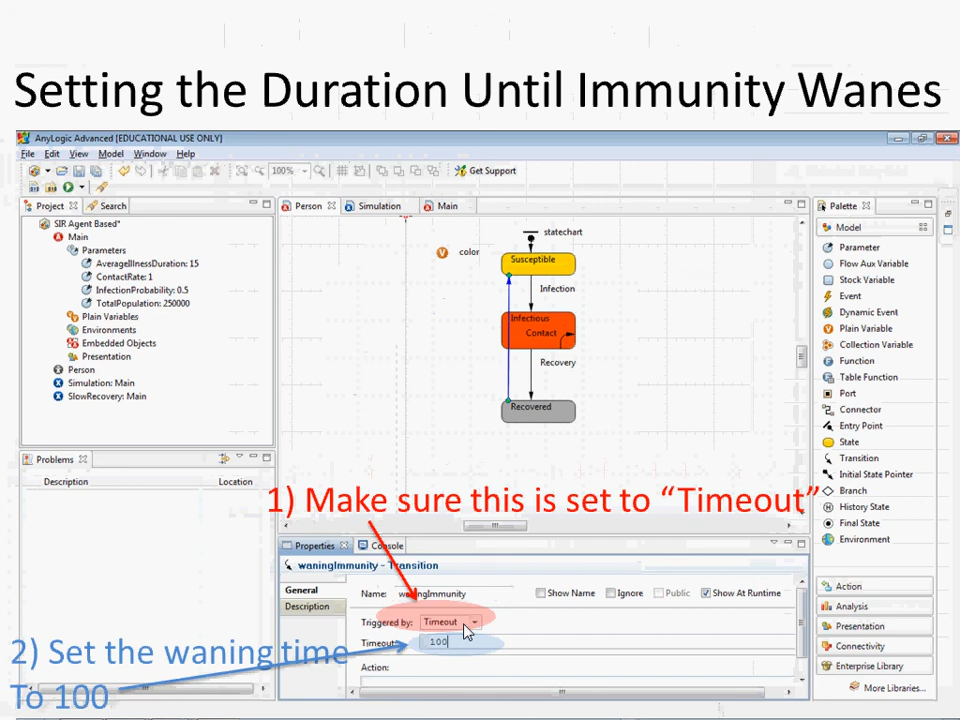 Setting the Duration Until Immunity Wanes
AnyLogic Advanced [EDUCATIONAL USE ONLY]
File Edit View Model Window Help
100% Get Support
Project Search
SIR Agent Based*
Main
Parameters
AverageIllnessDuration: 15
ContactRate: 1
InfectionProbability: 0.5
TotalPopulation: 250000
Plain Variables
Environments
Embedded Objects
Presentation
Person
Simulation: Main
SlowRecovery: Main
Problems
Description Location
Person Simulation Main
statechart
color
Susceptible
Infection
Infectious
Contact
Recovery
Recovered
1) Make sure this is set to “Timeout”
Properties Console
waningImmunity - Transition
General
Description
Name: waningImmunity Show Name Ignore Public Show At Runtime
Triggered by: Timeout
Timeout: 100
Action:
2) Set the waning time
To 100
Palette
Model
Parameter
Flow Aux Variable
Stock Variable
Event
Dynamic Event
Plain Variable
Collection Variable
Function
Table Function
Port
Connector
Entry Point
State
Transition
Initial State Pointer
Branch
History State
Final State
Environment
Action
Analysis
Presentation
Connectivity
Enterprise Library
More Libraries...